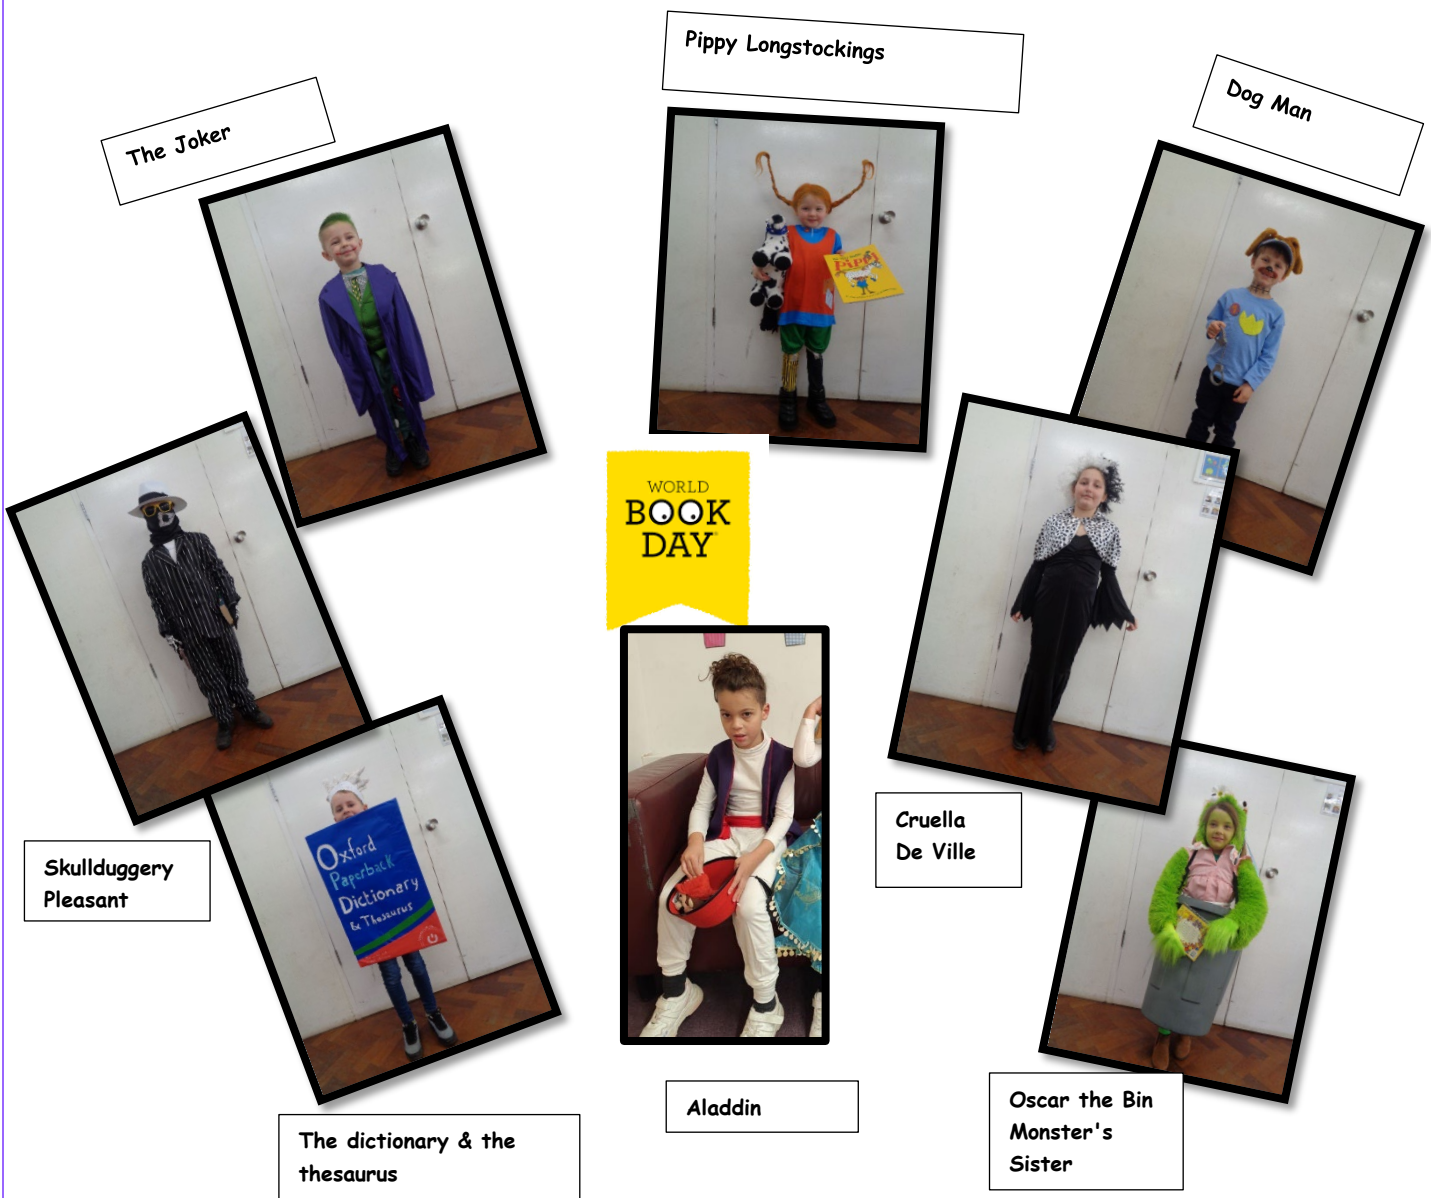 Pippy Longstockings
Dog Man
The Joker
Pippy
WORLD
BOOK
DAY
Skullduggery
Pleasant
Oxford
Paperback
Dictionary
& Thesaurus
Cruella
De Ville
The dictionary & the
thesaurus
Aladdin
Oscar the Bin
Monster's
Sister